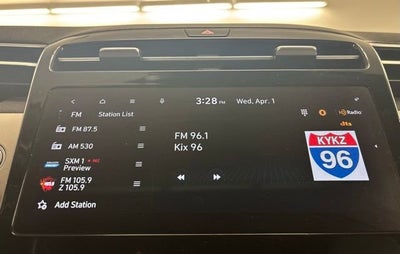 3:28 PM Wed, Apr. 1
FM Station List
HD Radio
dts
FM 87.5
AM 530
SXM 1
Preview
FM 105.9
Z 105.9
Add Station
FM 96.1
Kix 96
KYKZ
96